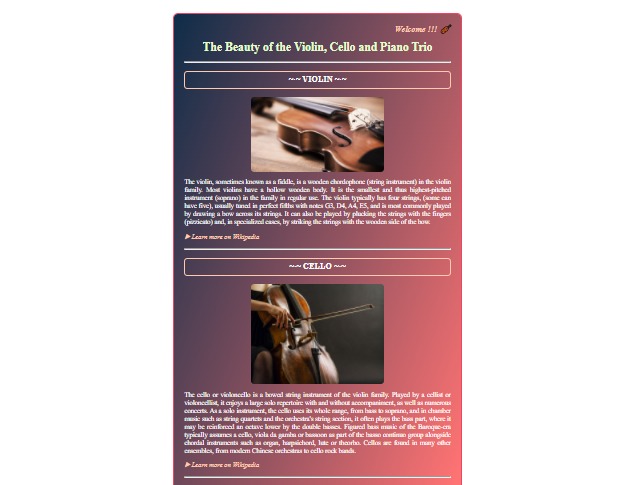 Welcome !!! 🎻
The Beauty of the Violin, Cello and Piano Trio
~~ VIOLIN ~~
The violin, sometimes known as a fiddle, is a wooden chordophone (string instrument) in the violin
family. Most violins have a hollow wooden body. It is the smallest and thus highest-pitched
instrument (soprano) in the family in regular use. The violin typically has four strings, (some can
have five), usually tuned in perfect fifths with notes G3, D4, A4, E5, and is most commonly played
by drawing a bow across its strings. It can also be played by plucking the strings with the fingers
(pizzicato) and, in specialized cases, by striking the strings with the wooden side of the bow.
▶ Learn more on Wikipedia
~~ CELLO ~~
The cello or violoncello is a bowed string instrument of the violin family. Played by a cellist or
violoncellist, it enjoys a large solo repertoire with and without accompaniment, as well as numerous
concerts. As a solo instrument, the cello uses its whole range, from bass to soprano, and in chamber
music such as string quartets and the orchestra's string section, it often plays the bass part, where it
may be reinforced an octave lower by the double basses. Figured bass music of the Baroque-era
typically assumes a cello, viola da gamba or bassoon as part of the basso continuo group alongside
chordal instruments such as organ, harpsichord, lute or theorbo. Cellos are found in many other
ensembles, from modern Chinese orchestras to cello rock bands.
▶ Learn more on Wikipedia